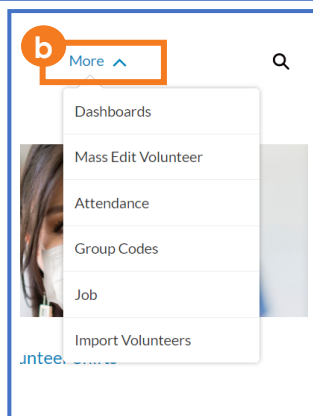 b
More
Dashboards
Mass Edit Volunteer
Attendance
Group Codes
Job
Import Volunteers